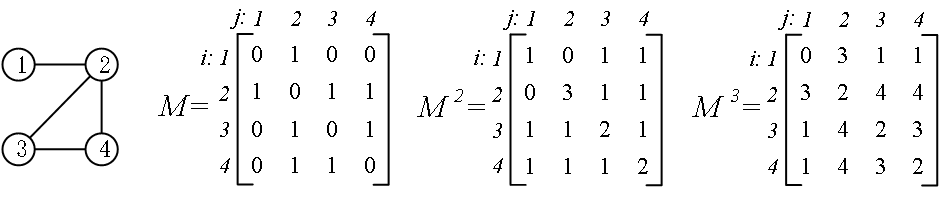 j: 1 2 3 4 j: 1 2 3 4 j: 1 2 3 4
1 2 i: 1 0 1 0 0 i: 1 1 0 1 1 i: 1 0 3 1 1
M= 2 1 0 1 1 M²= 2 0 3 1 1 M³= 2 3 2 4 4
3 4 3 0 1 0 1 3 1 1 2 1 3 1 4 2 3
4 0 1 1 0 4 1 1 1 2 4 1 4 3 2